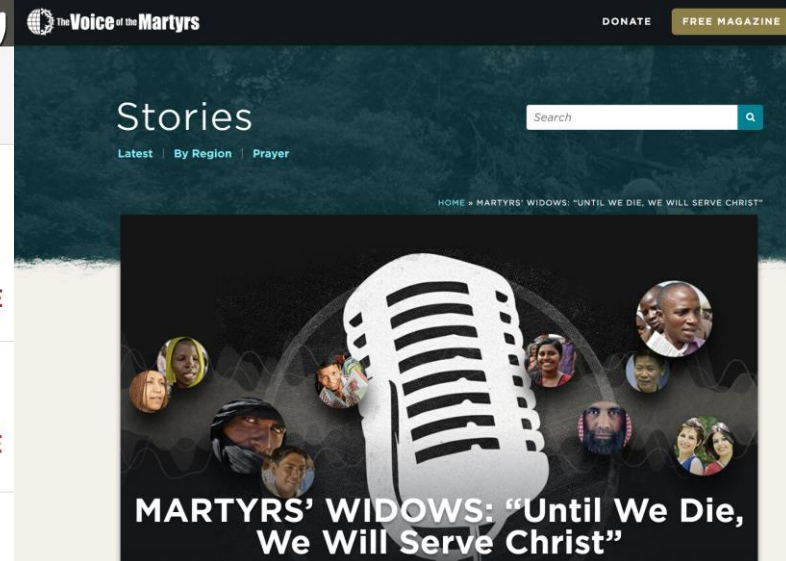 The Voice of the Martyrs
DONATE
FREE MAGAZINE
Stories
Search
Latest | By Region | Prayer
HOME » MARTYRS' WIDOWS: "UNTIL WE DIE, WE WILL SERVE CHRIST"
MARTYRS' WIDOWS: “Until We Die,
We Will Serve Christ”